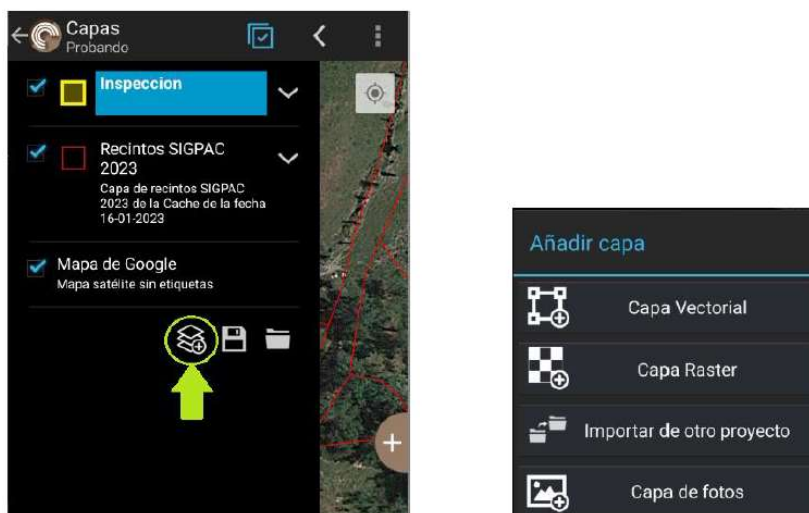 Capas
Probando
Inspeccion
Recintos SIGPAC
2023
Capa de recintos SIGPAC
2023 de la Cache de la fecha
16-01-2023
Mapa de Google
Mapa satélite sin etiquetas
Añadir capa
Capa Vectorial
Capa Raster
Importar de otro proyecto
Capa de fotos